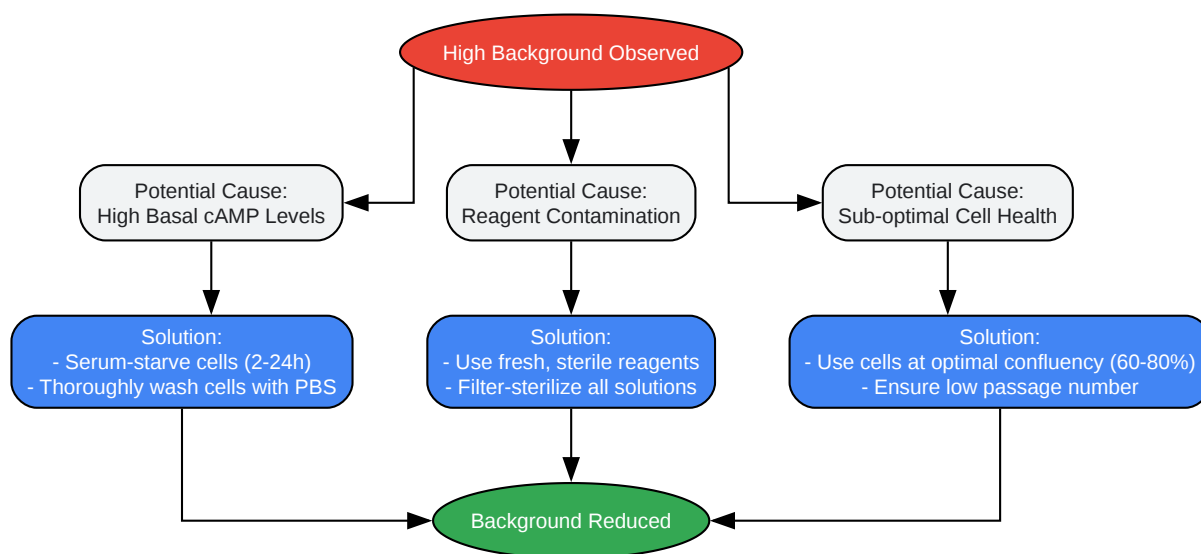 High Background Observed
Potential Cause:
High Basal cAMP Levels
Potential Cause:
Reagent Contamination
Potential Cause:
Sub-optimal Cell Health
Solution:
- Serum-starve cells (2-24h)
- Thoroughly wash cells with PBS
Solution:
- Use fresh, sterile reagents
- Filter-sterilize all solutions
Solution:
- Use cells at optimal confluency (60-80%)
- Ensure low passage number
Background Reduced